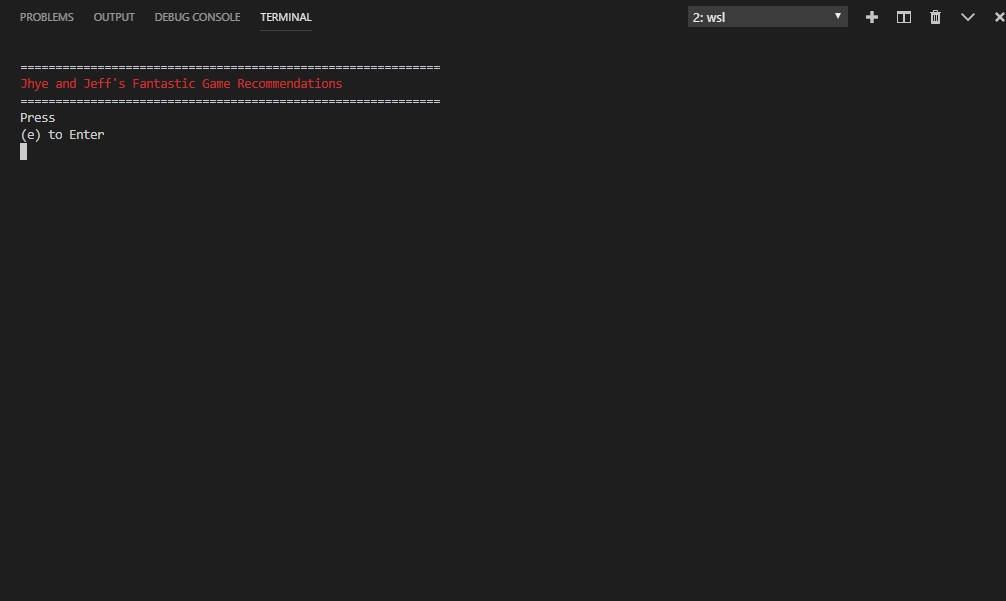 PROBLEMS OUTPUT DEBUG CONSOLE TERMINAL 2: wsl
============================================================
Jhye and Jeff's Fantastic Game Recommendations
============================================================
Press
(e) to Enter